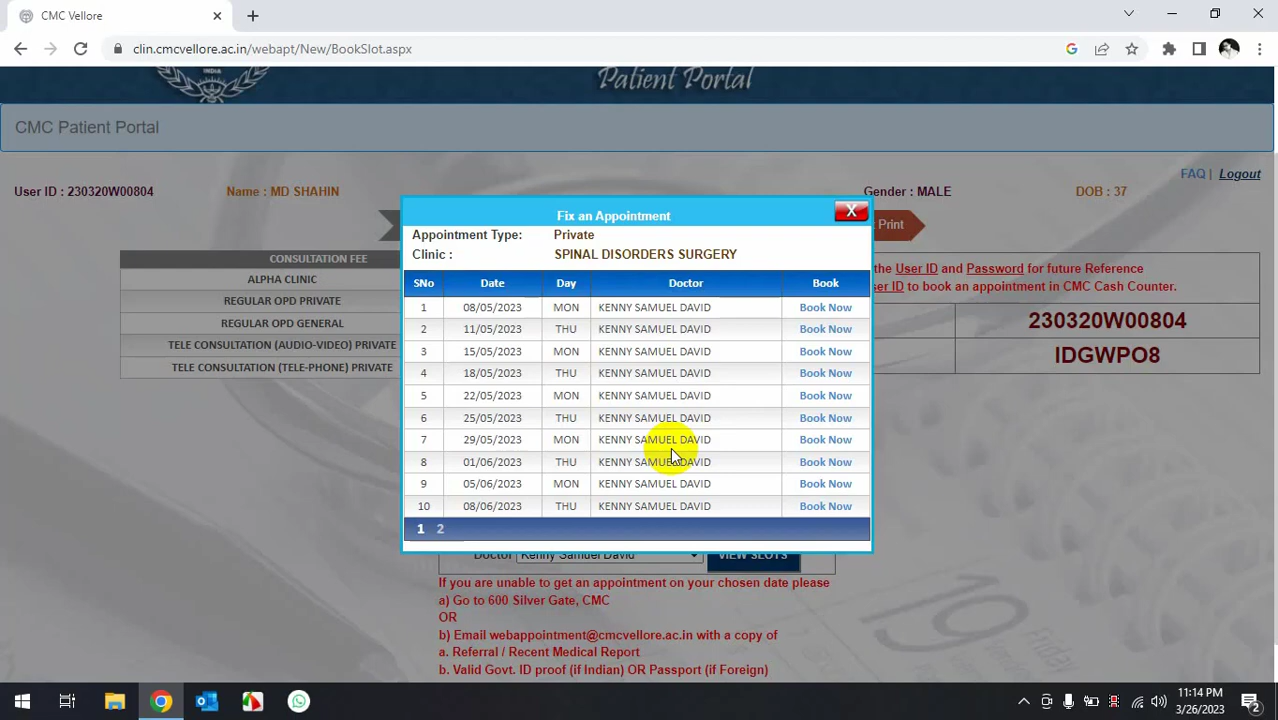 CMC Vellore
clin.cmcvellore.ac.in/webapt/New/BookSlot.aspx
INDIA
Patient Portal
CMC Patient Portal
FAQ | Logout
User ID : 230320W00804 Name : MD SHAHIN Gender : MALE DOB : 37
Print
Fix an Appointment
X
Appointment Type: Private
Clinic : SPINAL DISORDERS SURGERY
SNo Date Day Doctor Book
1 08/05/2023 MON KENNY SAMUEL DAVID Book Now
2 11/05/2023 THU KENNY SAMUEL DAVID Book Now
3 15/05/2023 MON KENNY SAMUEL DAVID Book Now
4 18/05/2023 THU KENNY SAMUEL DAVID Book Now
5 22/05/2023 MON KENNY SAMUEL DAVID Book Now
6 25/05/2023 THU KENNY SAMUEL DAVID Book Now
7 29/05/2023 MON KENNY SAMUEL DAVID Book Now
8 01/06/2023 THU KENNY SAMUEL DAVID Book Now
9 05/06/2023 MON KENNY SAMUEL DAVID Book Now
10 08/06/2023 THU KENNY SAMUEL DAVID Book Now
1 2
CONSULTATION FEE
ALPHA CLINIC
REGULAR OPD PRIVATE
REGULAR OPD GENERAL
TELE CONSULTATION (AUDIO-VIDEO) PRIVATE
TELE CONSULTATION (TELE-PHONE) PRIVATE
the User ID and Password for future Reference
er ID to book an appointment in CMC Cash Counter.
230320W00804
IDGWPO8
Doctor Kenny Samuel David VIEW SLOTS
If you are unable to get an appointment on your chosen date please
a) Go to 600 Silver Gate, CMC
OR
b) Email webappointment@cmcvellore.ac.in with a copy of
a. Referral / Recent Medical Report
b. Valid Govt. ID proof (if Indian) OR Passport (if Foreign)
11:14 PM
3/26/2023
2